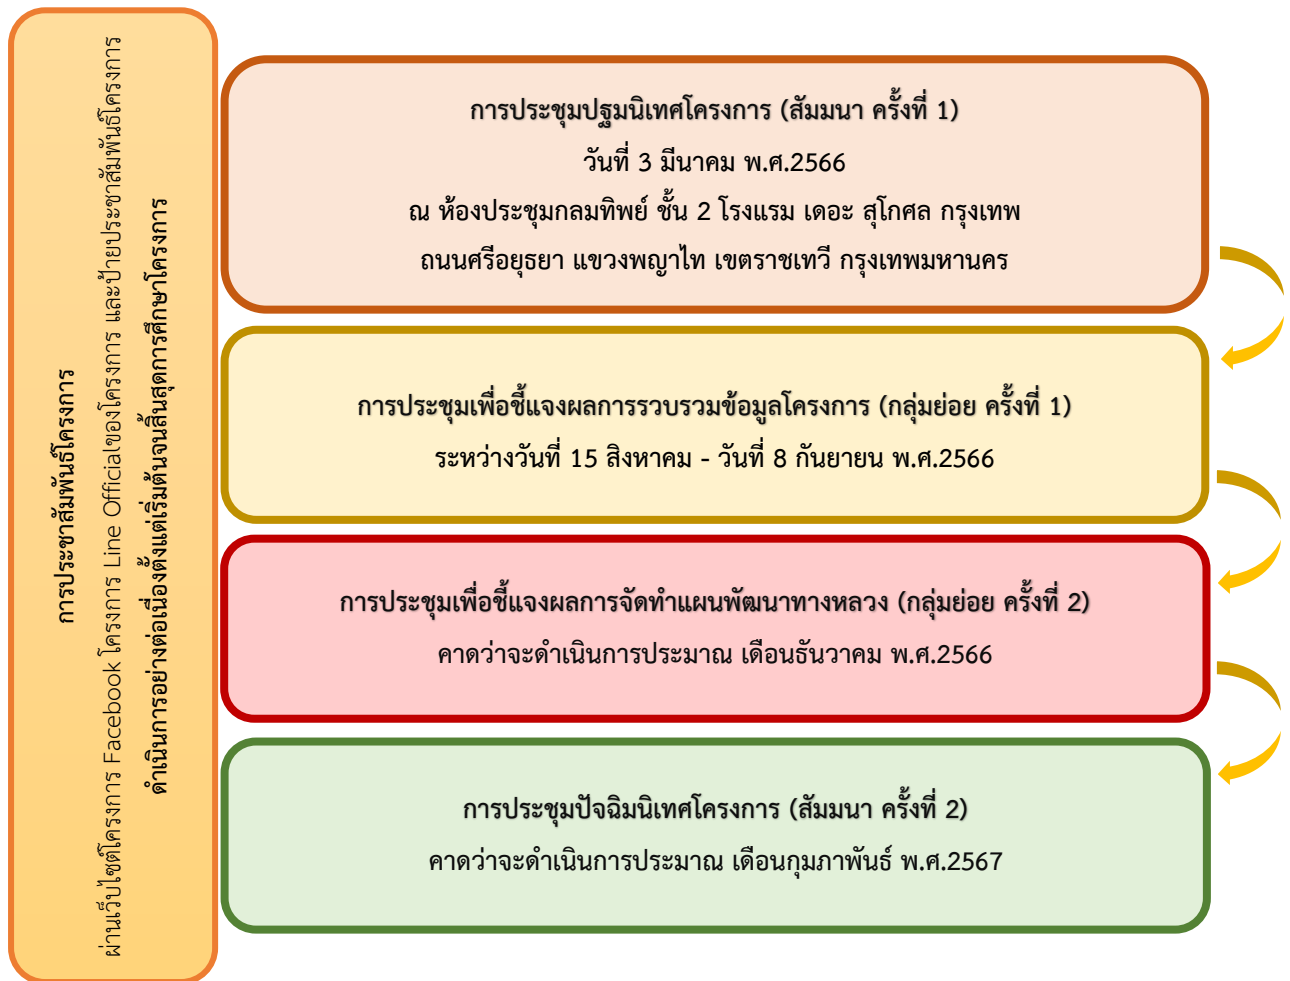 การประชาสัมพันธ์โครงการ
ผ่านเว็บไซต์โครงการ Facebook โครงการ Line Officialของโครงการ และป้ายประชาสัมพันธ์โครงการ
ดำเนินการอย่างต่อเนื่องตั้งแต่เริ่มต้นจนสิ้นสุดการศึกษาโครงการ
การประชุมปฐมนิเทศโครงการ (สัมมนา ครั้งที่ 1)
วันที่ 3 มีนาคม พ.ศ.2566
ณ ห้องประชุมกลมทิพย์ ชั้น 2 โรงแรม เดอะ สุโกศล กรุงเทพ
ถนนศรีอยุธยา แขวงพญาไท เขตราชเทวี กรุงเทพมหานคร
การประชุมเพื่อชี้แจงผลการรวบรวมข้อมูลโครงการ (กลุ่มย่อย ครั้งที่ 1)
ระหว่างวันที่ 15 สิงหาคม - วันที่ 8 กันยายน พ.ศ.2566
การประชุมเพื่อชี้แจงผลการจัดทำแผนพัฒนาทางหลวง (กลุ่มย่อย ครั้งที่ 2)
คาดว่าจะดำเนินการประมาณ เดือนธันวาคม พ.ศ.2566
การประชุมปัจฉิมนิเทศโครงการ (สัมมนา ครั้งที่ 2)
คาดว่าจะดำเนินการประมาณ เดือนกุมภาพันธ์ พ.ศ.2567